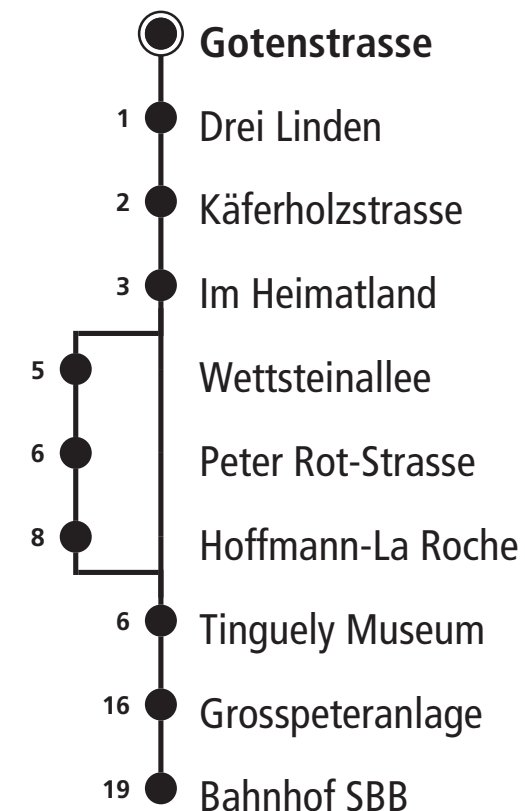 Gotenstrasse
1 Drei Linden
2 Käferholzstrasse
3 Im Heimatland
5 Wettsteinallee
6 Peter Rot-Strasse
8 Hoffmann-La Roche
6 Tinguely Museum
16 Grosspeteranlage
19 Bahnhof SBB